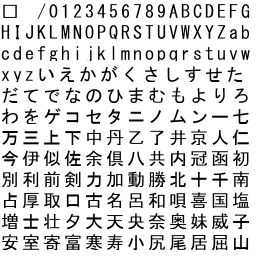 □ /0123456789ABCDEFG
HIJKLMNOPQRSTUVWXYZab
cdefghijklmnopqrstuvw
xyzいえかがくさしすせた
だてでなのひまむもよりろ
わをゲコセタニノムン一七
万三上下中丹乙了井京人仁
今伊似佐余倶八共内冠函初
別利前剣力加動勝北十千南
占厚取口古名呂和唄喜国塩
増士壮夕大天央奈奥妹威子
安室寄富寒寿小尻尾居屈山